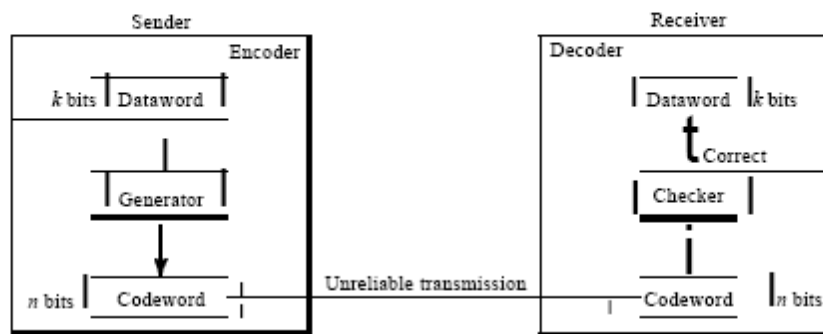 Sender
Receiver
Encoder
Decoder
k bits
Dataword
Dataword
k bits
Correct
Generator
Checker
Unreliable transmission
n bits
Codeword
Codeword
n bits